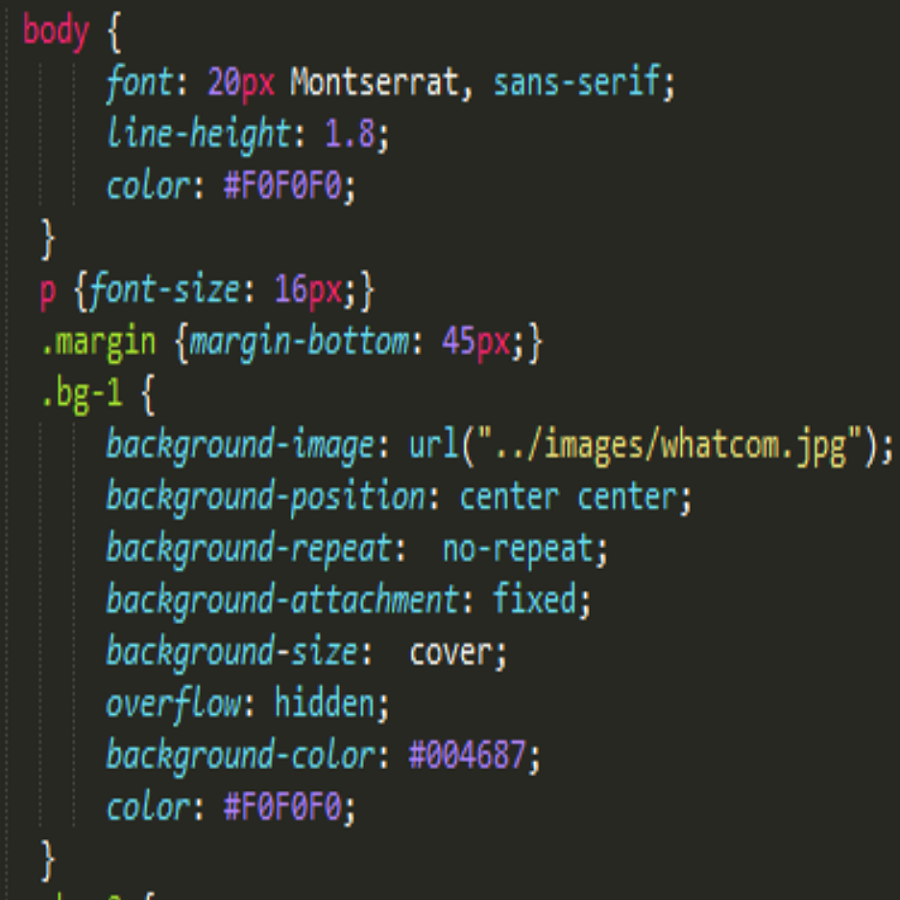 body {
font: 20px Montserrat, sans-serif;
line-height: 1.8;
color: #F0F0F0;
}
p {font-size: 16px;}
.margin {margin-bottom: 45px;}
.bg-1 {
background-image: url("../images/whatcom.jpg");
background-position: center center;
background-repeat:  no-repeat;
background-attachment: fixed;
background-size:  cover;
overflow: hidden;
background-color: #004687;
color: #F0F0F0;
}